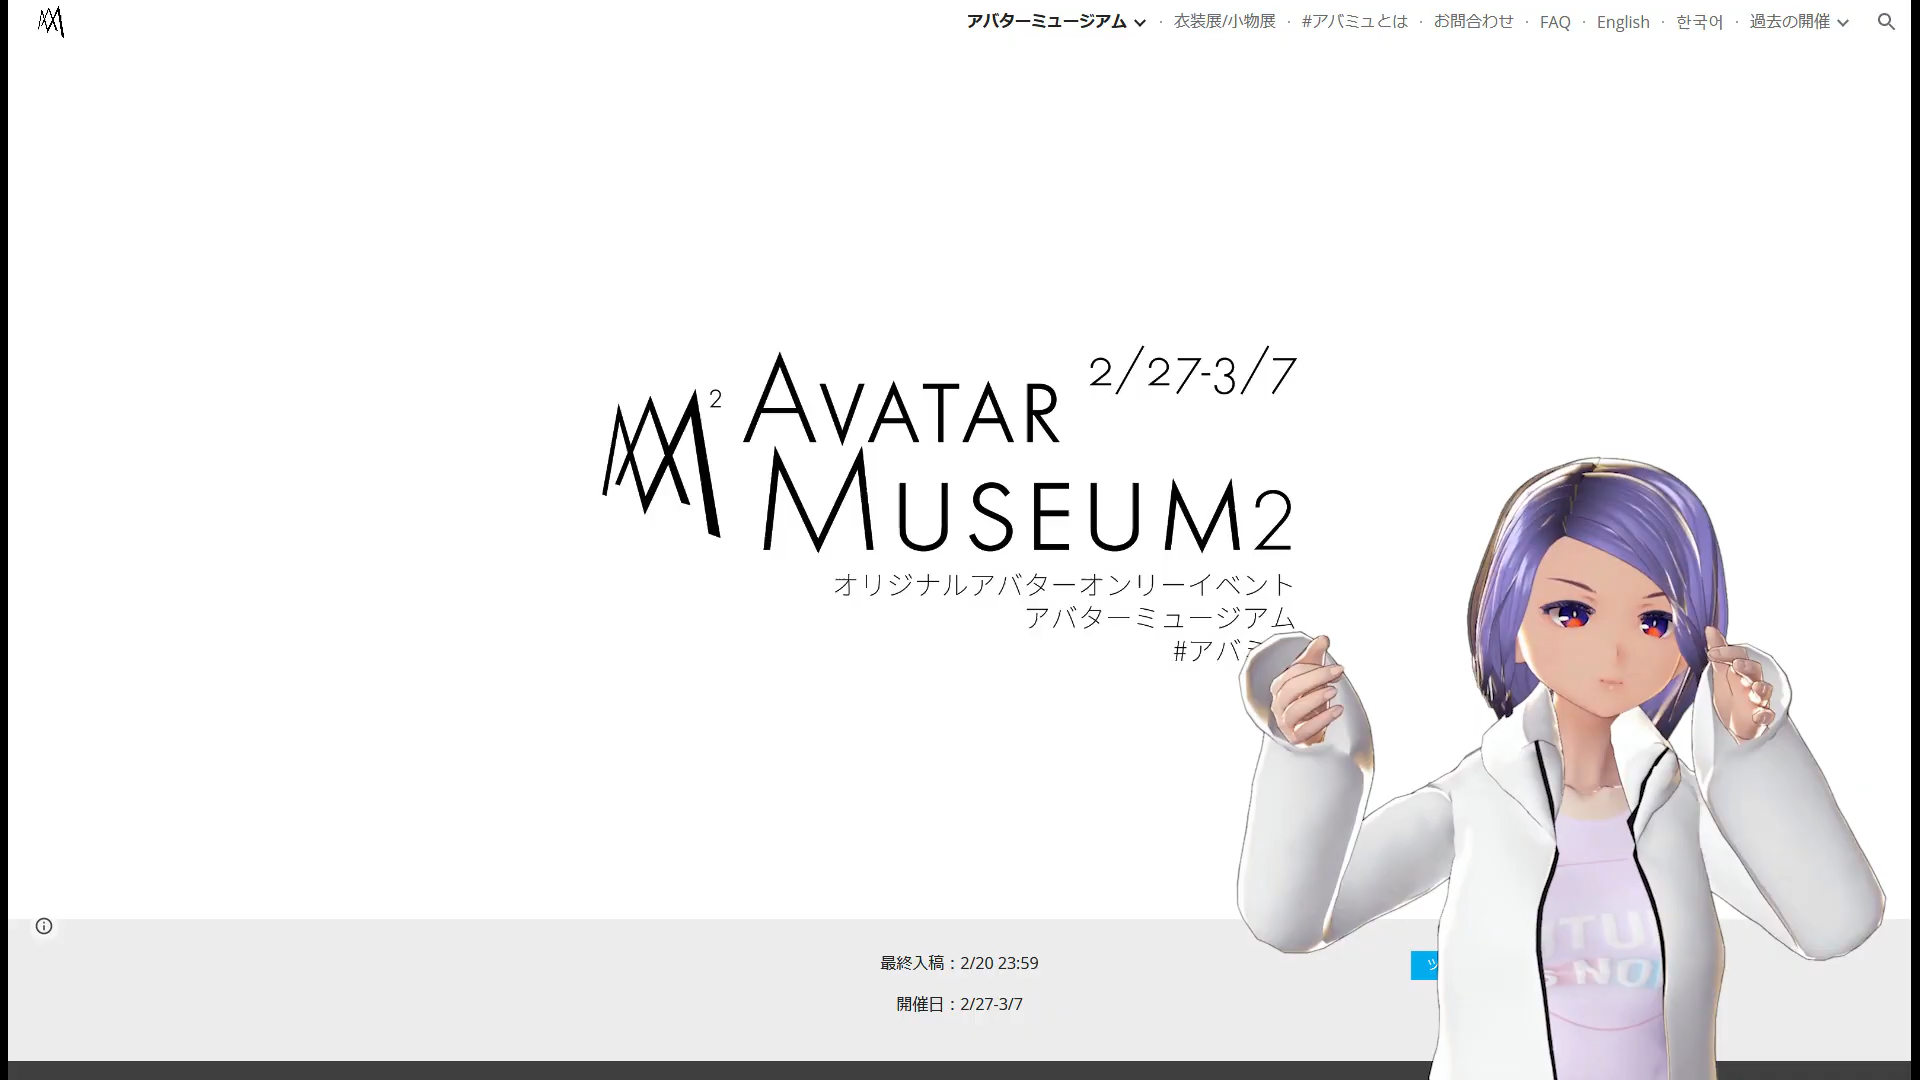 アバターミュージアム · 衣装展/小物展 · #アバミュとは · お問合わせ · FAQ · English · 한국어 · 過去の開催
2/27-3/7
2 AVATAR
MUSEUM2
オリジナルアバターオンリーイベント
アバターミュージアム
#アバミ
最終入稿：2/20 23:59
開催日：2/27-3/7